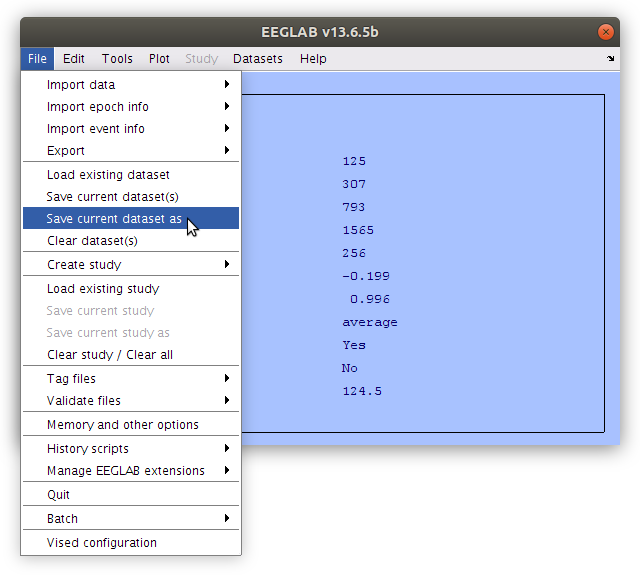 EEGLAB v13.6.5b
File Edit Tools Plot Study Datasets Help
Import data
Import epoch info
Import event info
Export
Load existing dataset
Save current dataset(s)
Save current dataset as
Clear dataset(s)
Create study
Load existing study
Save current study
Save current study as
Clear study / Clear all
Tag files
Validate files
Memory and other options
History scripts
Manage EEGLAB extensions
Quit
Batch
Vised configuration
125
307
793
1565
256
-0.199
0.996
average
Yes
No
124.5